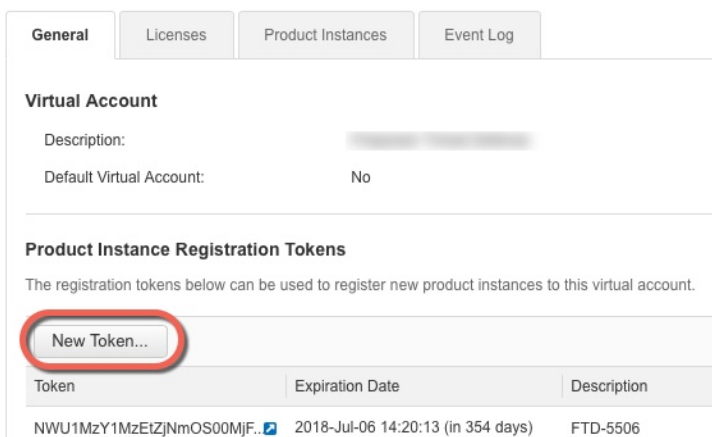 General Licenses Product Instances Event Log
Virtual Account
Description:
Default Virtual Account: No
Product Instance Registration Tokens
The registration tokens below can be used to register new product instances to this virtual account.
New Token...
Token Expiration Date Description
NWU1MzY1MzEtZjNmOS00MjF... 2018-Jul-06 14:20:13 (in 354 days) FTD-5506